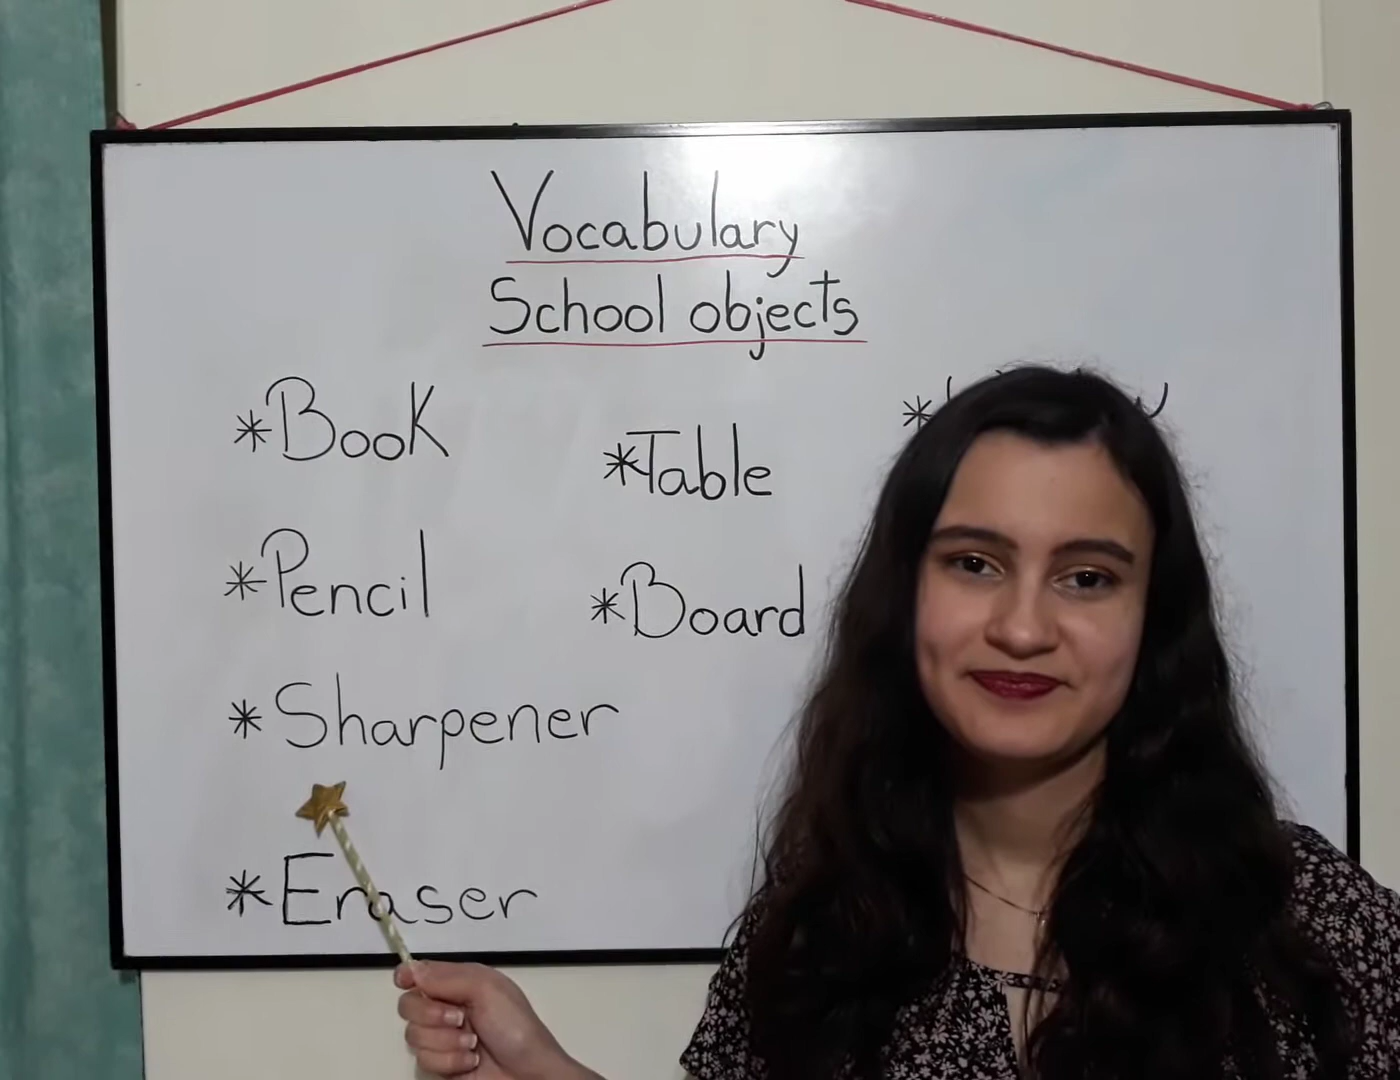 Vocabulary
School objects
*Book
*Table
*Pencil
*Board
*Sharpener
*Eraser